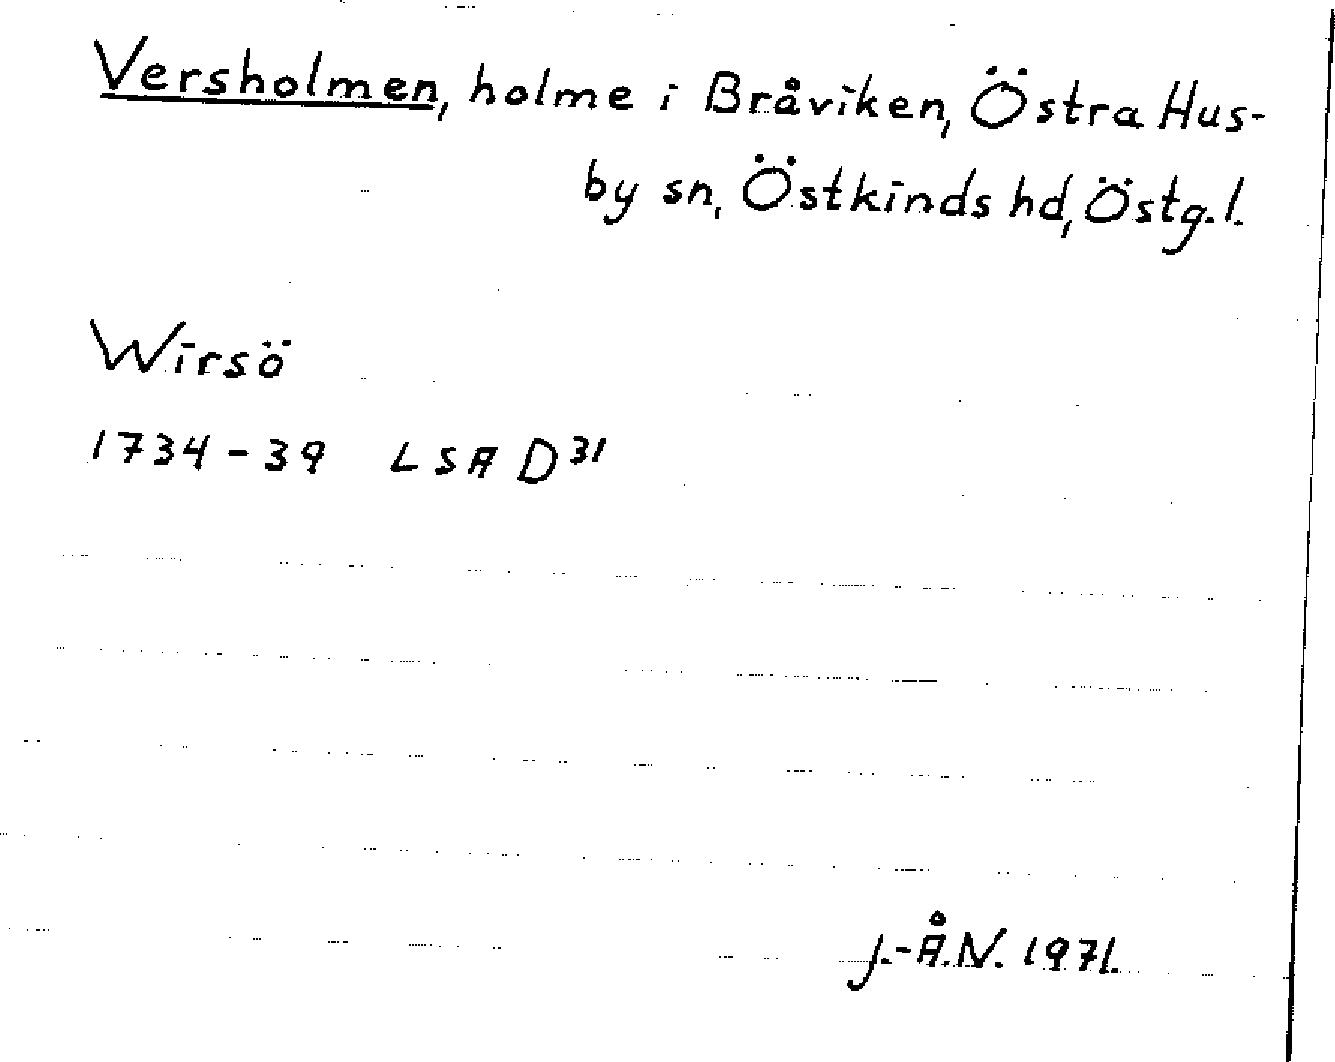 Versholmen, holme i Bråviken, Östra Hus-
by sn, Östkinds hd, Östg. l.
Wirsö
1734-39 LSA D³¹
J.-Å.N. 1971.